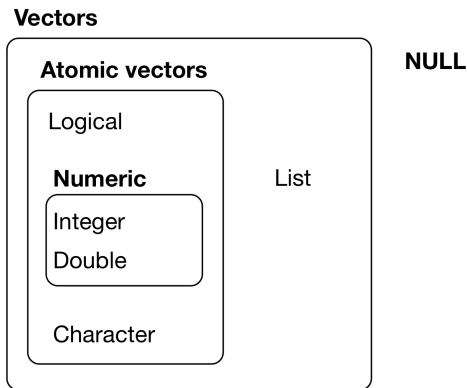 Vectors
NULL
Atomic vectors
Logical
Numeric
List
Integer
Double
Character